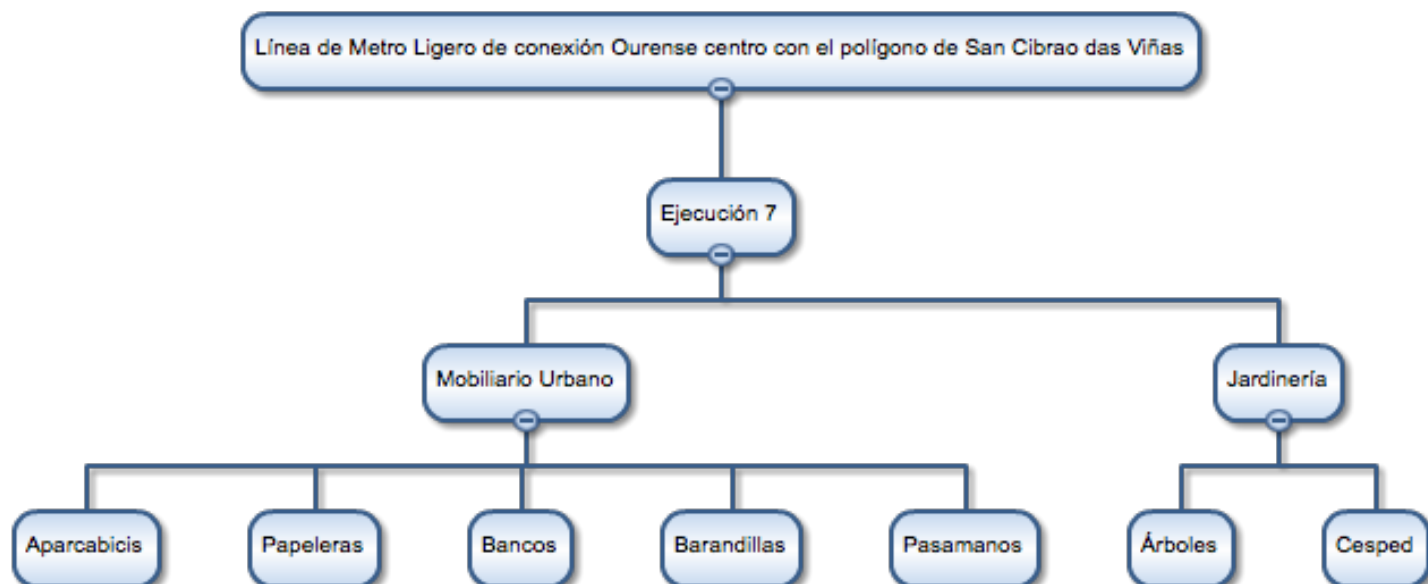 Línea de Metro Ligero de conexión Ourense centro con el polígono de San Cibrao das Viñas
Ejecución 7
Mobiliario Urbano
Jardinería
Aparcabicis
Papeleras
Bancos
Barandillas
Pasamanos
Árboles
Cesped